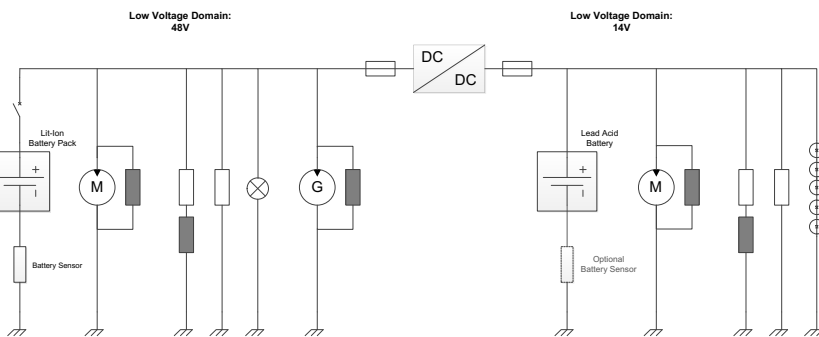 Low Voltage Domain:
48V
Low Voltage Domain:
14V
DC
DC
Lit-Ion
Battery Pack
+
M
G
Battery Sensor
Lead Acid
Battery
+
M
Optional
Battery Sensor